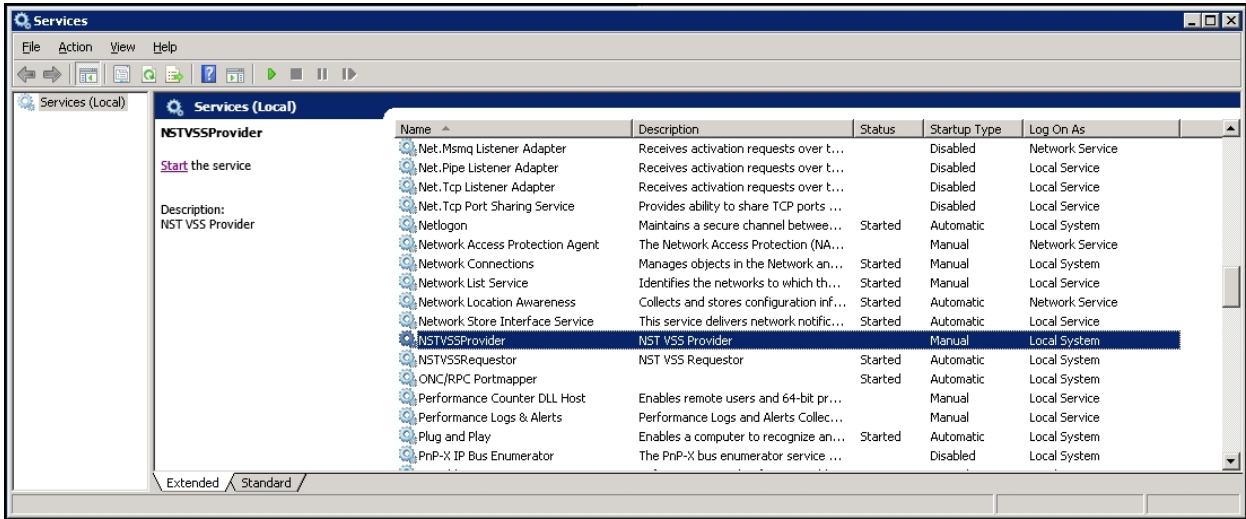 Services
File Action View Help
Services (Local)
Services (Local)
NSTVSSProvider
Start the service
Description:
NST VSS Provider
Name Description Status Startup Type Log On As
Net.Msmq Listener Adapter Receives activation requests over t... Disabled Network Service
Net.Pipe Listener Adapter Receives activation requests over t... Disabled Local Service
Net.Tcp Listener Adapter Receives activation requests over t... Disabled Local Service
Net.Tcp Port Sharing Service Provides ability to share TCP ports ... Disabled Local Service
Netlogon Maintains a secure channel betwee... Started Automatic Local System
Network Access Protection Agent The Network Access Protection (NA... Manual Network Service
Network Connections Manages objects in the Network an... Started Manual Local System
Network List Service Identifies the networks to which th... Started Manual Local Service
Network Location Awareness Collects and stores configuration inf... Started Automatic Network Service
Network Store Interface Service This service delivers network notific... Started Automatic Local Service
NSTVSSProvider NST VSS Provider Manual Local System
NSTVSSRequestor NST VSS Requestor Started Automatic Local System
ONC/RPC Portmapper Started Automatic Local System
Performance Counter DLL Host Enables remote users and 64-bit pr... Manual Local Service
Performance Logs & Alerts Performance Logs and Alerts Collec... Manual Local Service
Plug and Play Enables a computer to recognize an... Started Automatic Local System
PnP-X IP Bus Enumerator The PnP-X bus enumerator service ... Disabled Local System
Extended Standard